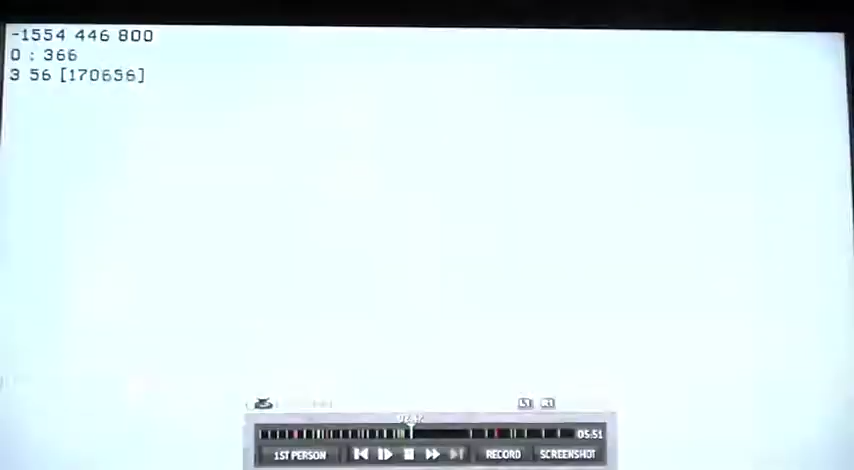 -1554 446 800
0 : 366
3 56 [170656]
05:51
1ST PERSON
RECORD
SCREENSHOT